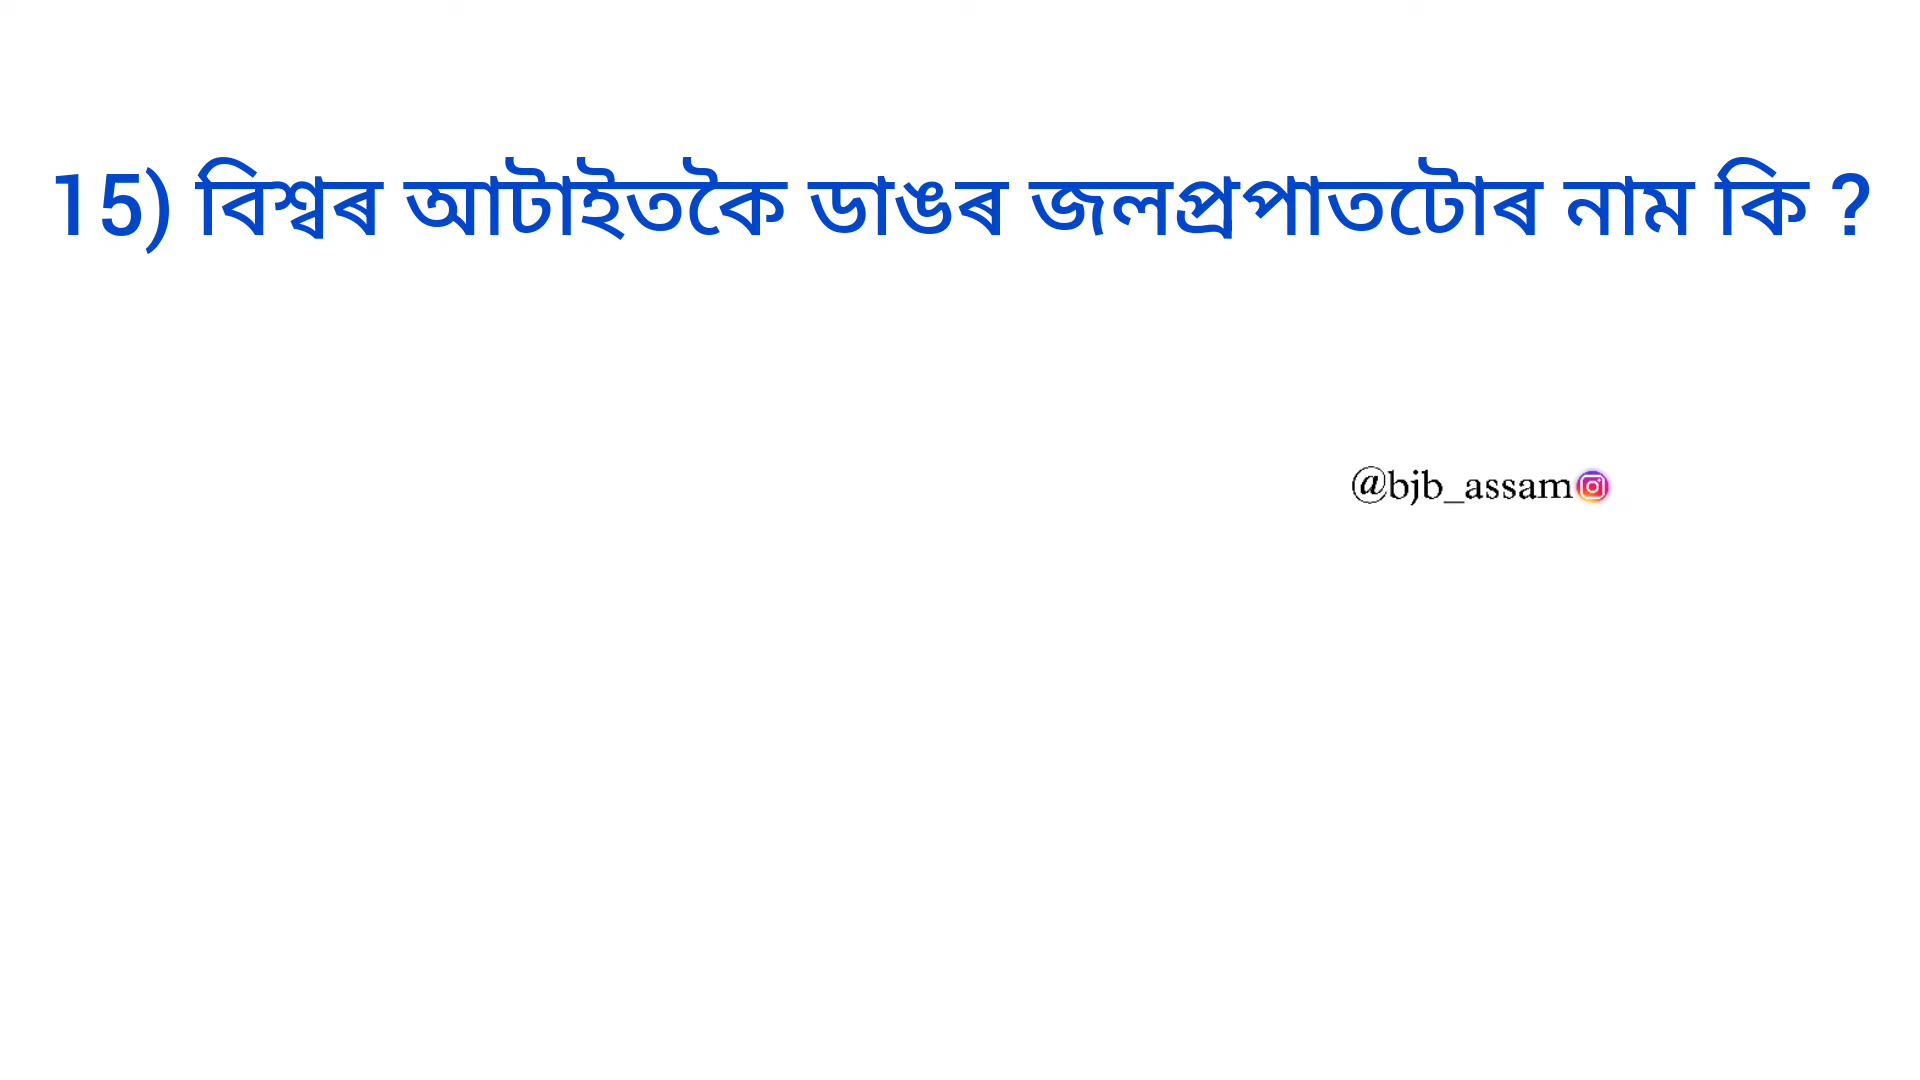 15) বিশ্বৰ আটাইতকৈ ডাঙৰ জলপ্ৰপাতটোৰ নাম কি ?
@bjb_assam